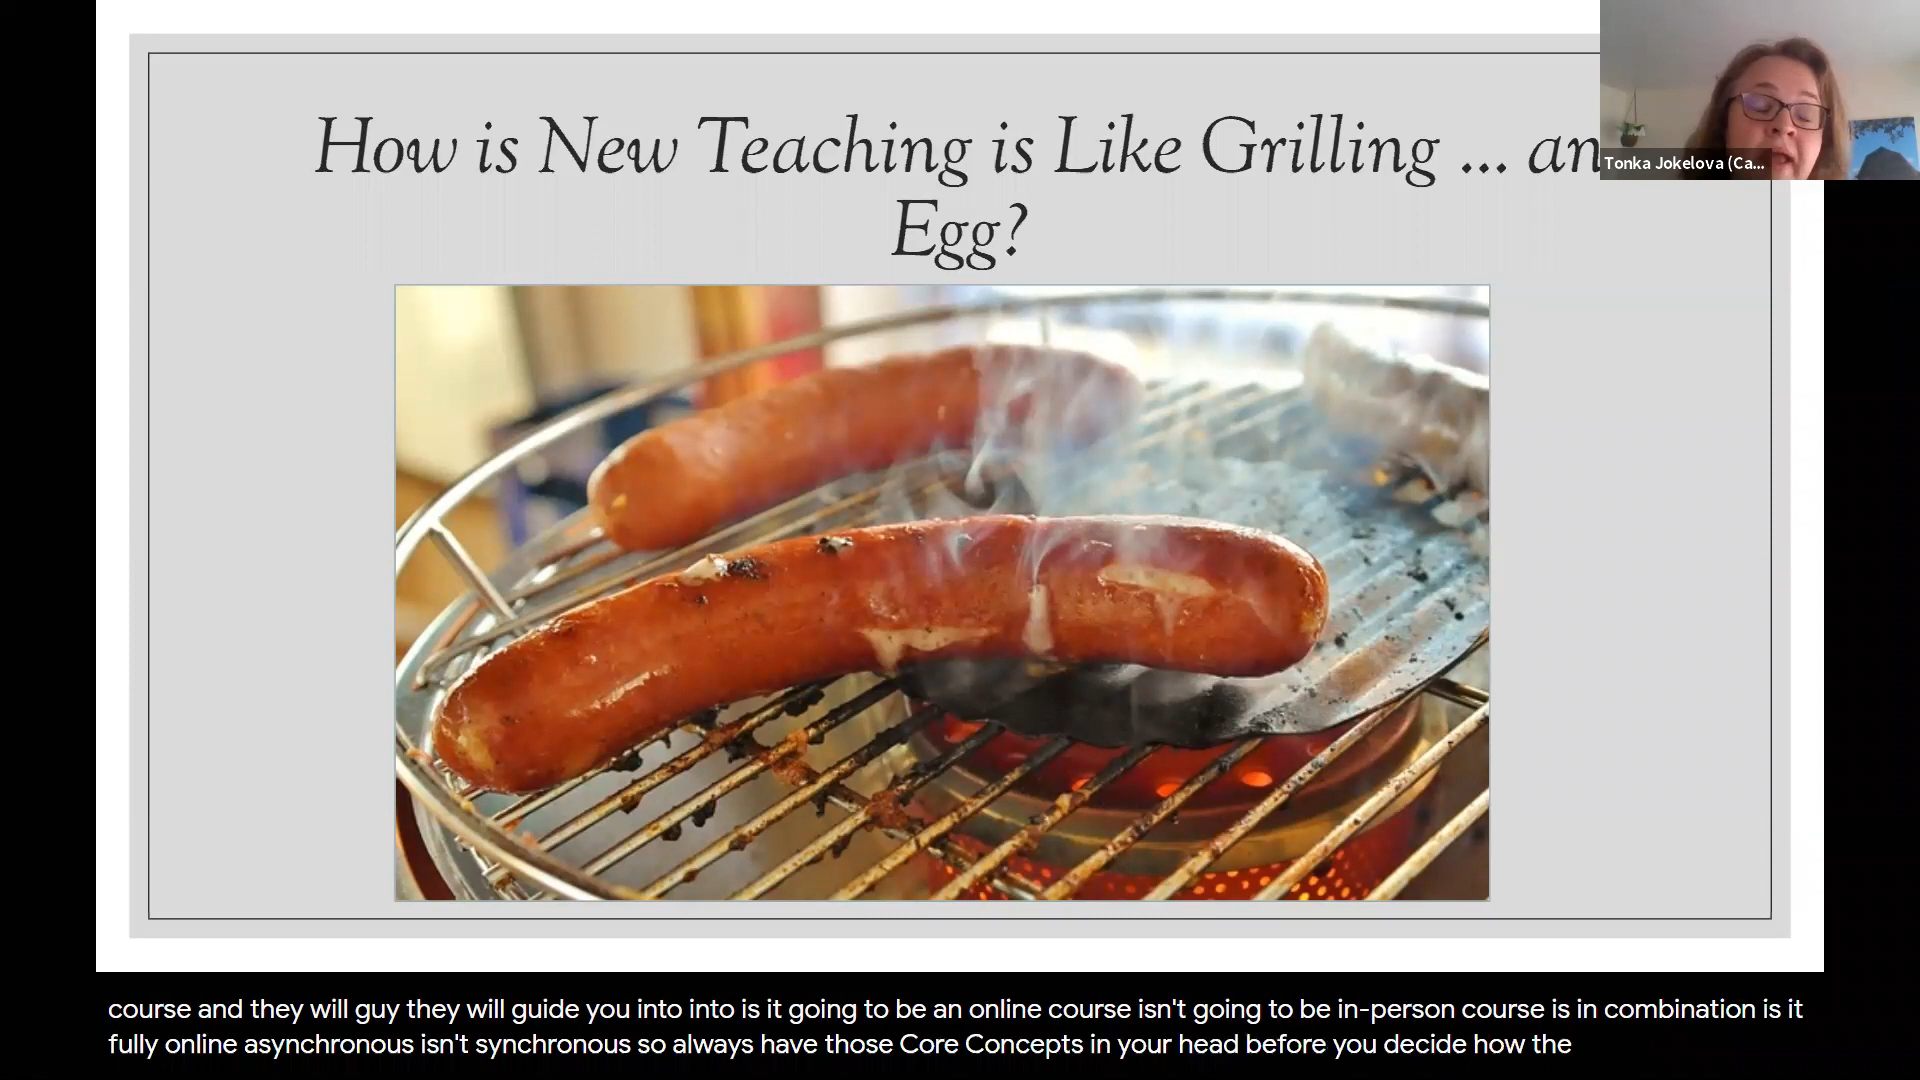 How is New Teaching is Like Grilling ... an
Egg?
Tonka Jokelova (Ca...
course and they will guy they will guide you into into is it going to be an online course isn't going to be in-person course is in combination is it
fully online asynchronous isn't synchronous so always have those Core Concepts in your head before you decide how the